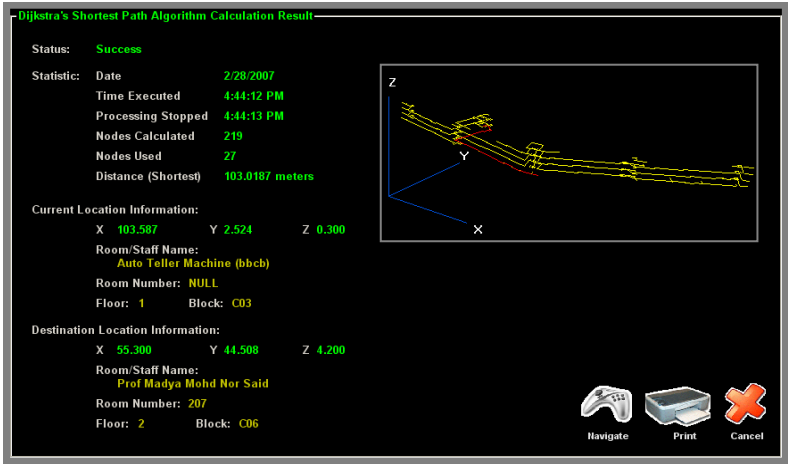 Dijkstra's Shortest Path Algorithm Calculation Result
Status: Success
Statistic: Date 2/28/2007
Time Executed 4:44:12 PM
Processing Stopped 4:44:13 PM
Nodes Calculated 219
Nodes Used 27
Distance (Shortest) 103.0187 meters
Z
Y
X
Current Location Information:
X 103.587 Y 2.524 Z 0.300
Room/Staff Name:
Auto Teller Machine (bbcb)
Room Number: NULL
Floor: 1 Block: C03
Destination Location Information:
X 55.300 Y 44.508 Z 4.200
Room/Staff Name:
Prof Madya Mohd Nor Said
Room Number: 207
Floor: 2 Block: C06
Navigate Print Cancel